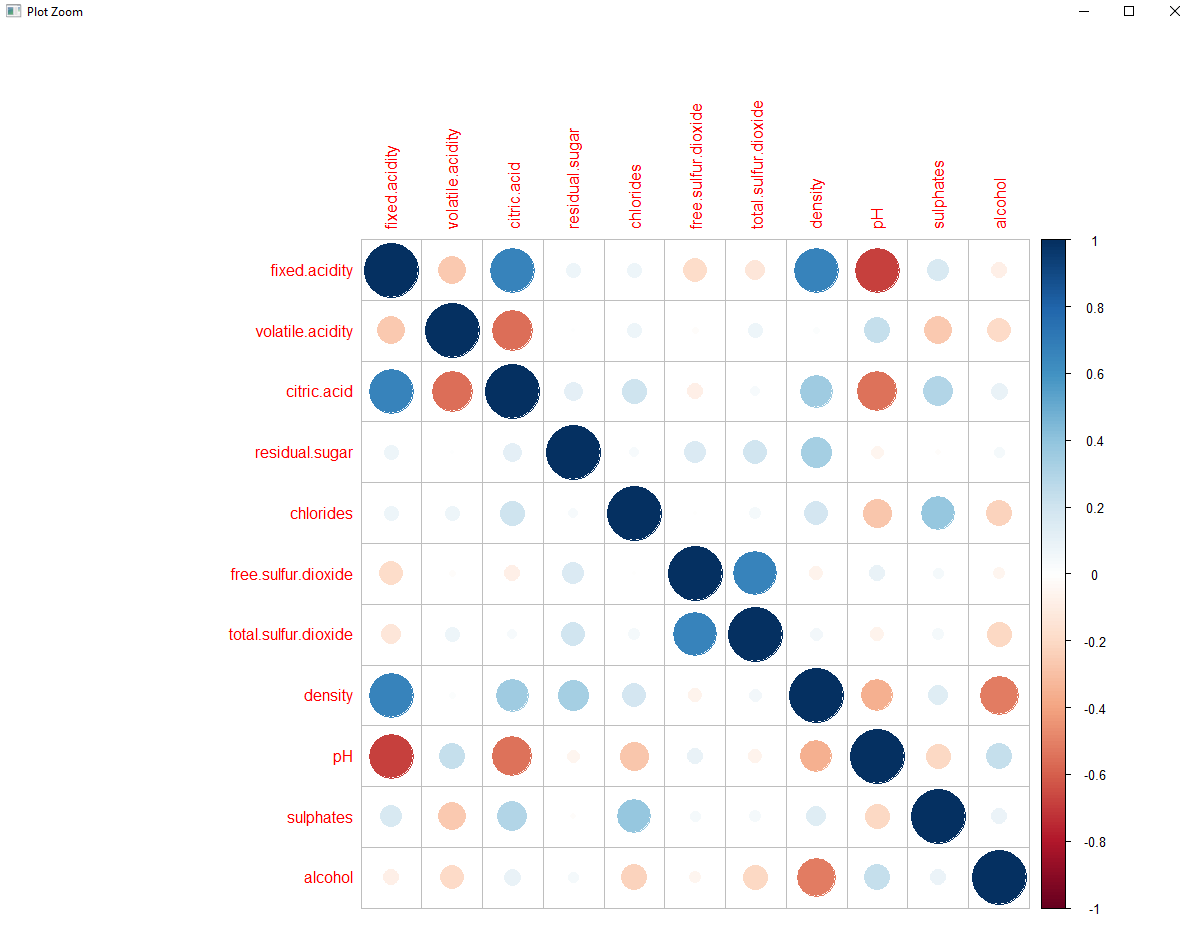 Plot Zoom
fixed.acidity
volatile.acidity
citric.acid
residual.sugar
chlorides
free.sulfur.dioxide
total.sulfur.dioxide
density
pH
sulphates
alcohol
fixed.acidity
volatile.acidity
citric.acid
residual.sugar
chlorides
free.sulfur.dioxide
total.sulfur.dioxide
density
pH
sulphates
alcohol
1
0.8
0.6
0.4
0.2
0
-0.2
-0.4
-0.6
-0.8
-1